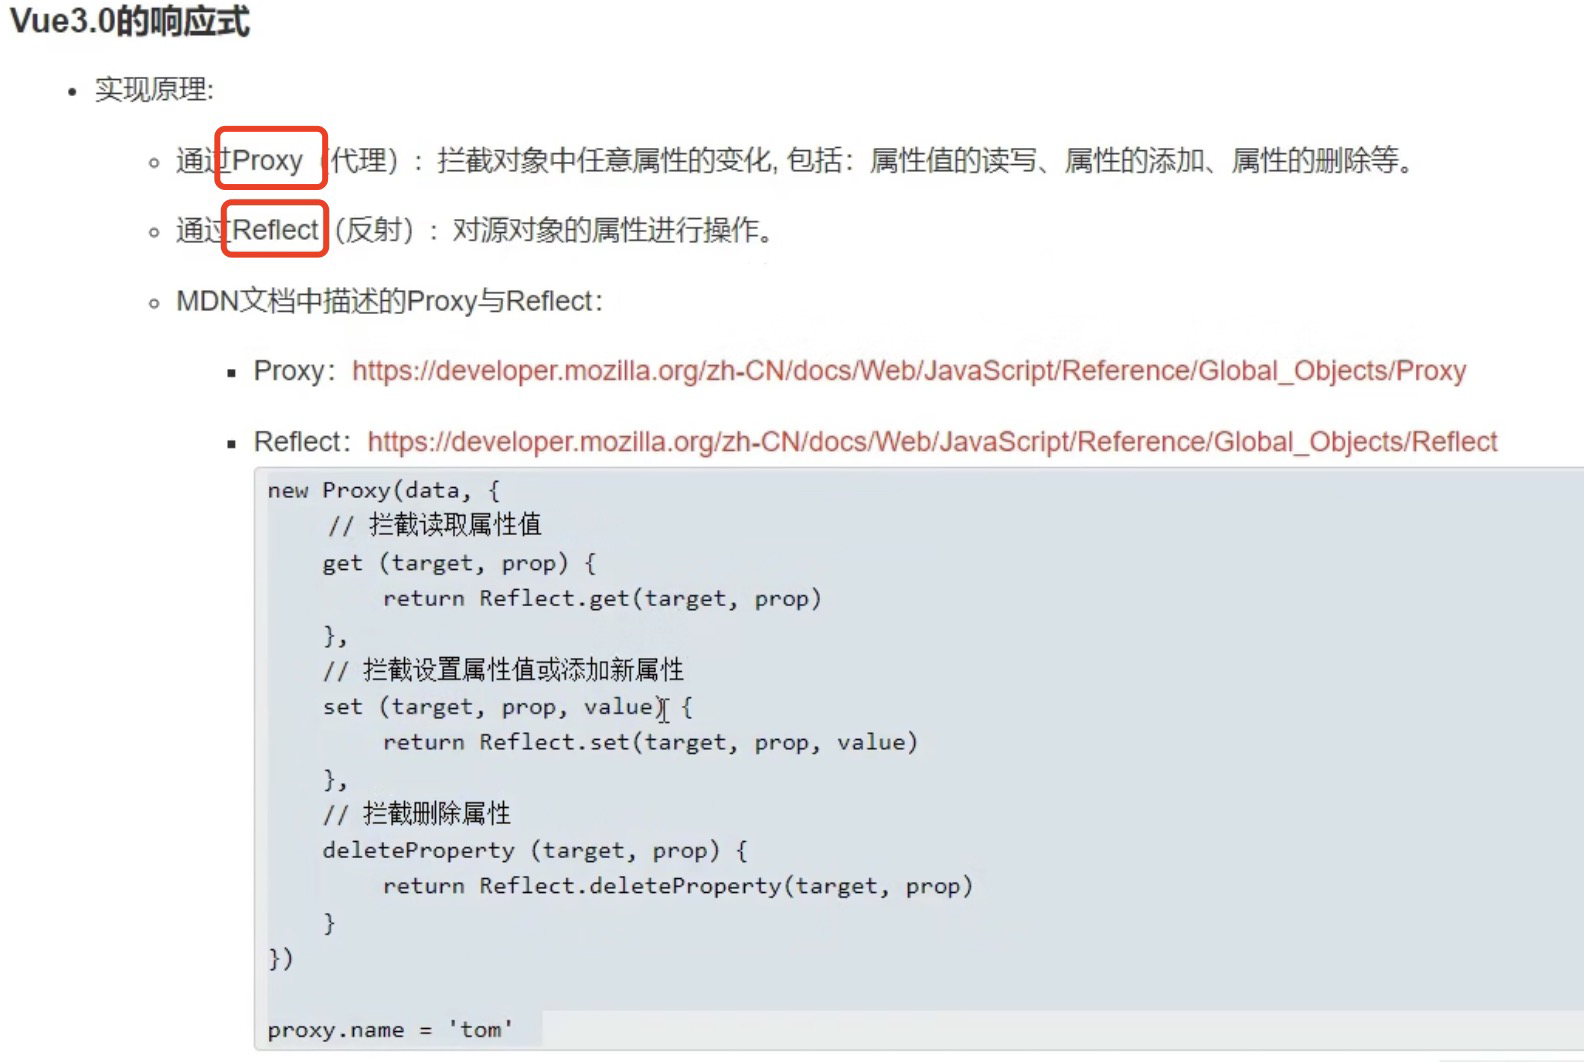 Vue3.0的响应式
实现原理:
通过Proxy（代理）：拦截对象中任意属性的变化, 包括：属性值的读写、属性的添加、属性的删除等。
通过Reflect（反射）：对源对象的属性进行操作。
MDN文档中描述的Proxy与Reflect：
Proxy：https://developer.mozilla.org/zh-CN/docs/Web/JavaScript/Reference/Global_Objects/Proxy
Reflect：https://developer.mozilla.org/zh-CN/docs/Web/JavaScript/Reference/Global_Objects/Reflect
new Proxy(data, {
// 拦截读取属性值
get (target, prop) {
return Reflect.get(target, prop)
},
// 拦截设置属性值或添加新属性
set (target, prop, value) {
return Reflect.set(target, prop, value)
},
// 拦截删除属性
deleteProperty (target, prop) {
return Reflect.deleteProperty(target, prop)
}
})
proxy.name = 'tom'